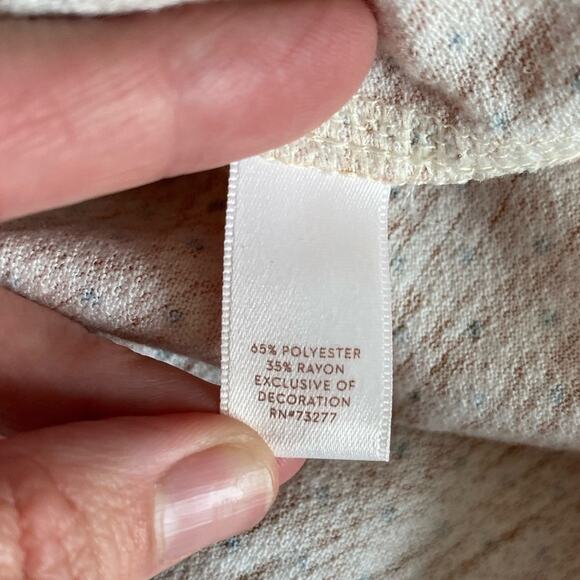 65% POLYESTER
35% RAYON
EXCLUSIVE OF
DECORATION
RN#73277